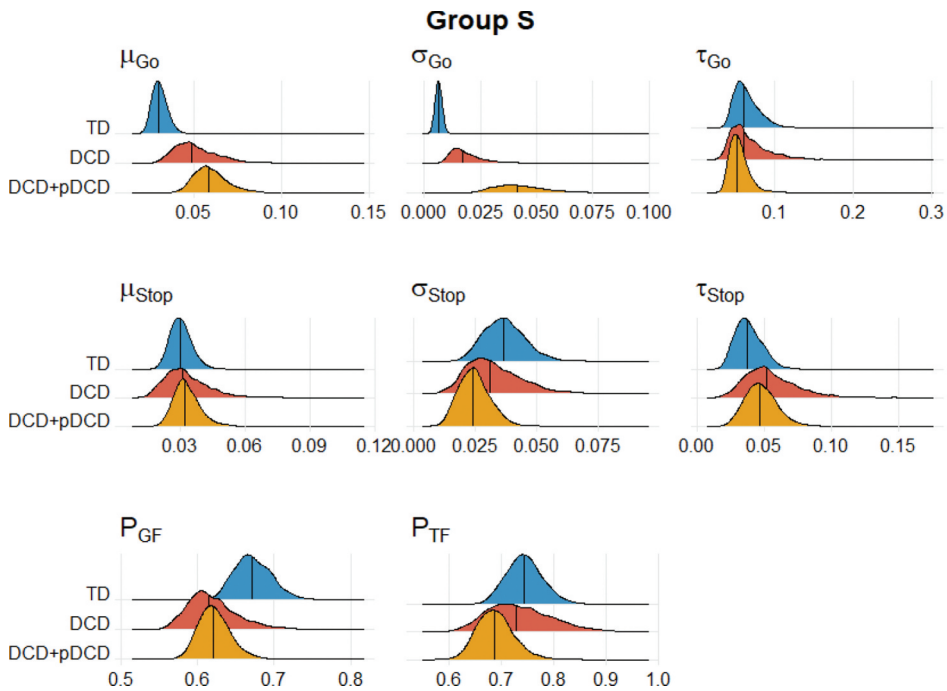 Group S
μGo σGo τGo
TD
DCD
DCD+pDCD
0.05 0.10 0.15 0.000 0.025 0.050 0.075 0.100 0.1 0.2 0.3
μStop σStop τStop
TD
DCD
DCD+pDCD
0.03 0.06 0.09 0.120.000 0.025 0.050 0.075 0.00 0.05 0.10 0.15
PGF PTF
TD
DCD
DCD+pDCD
0.5 0.6 0.7 0.8 0.5 0.6 0.7 0.8 0.9 1.0